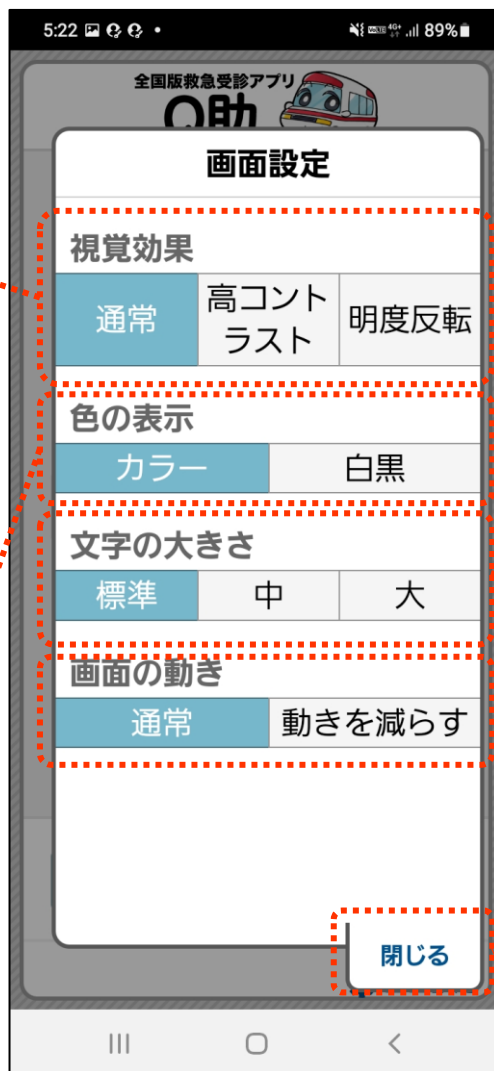 5:22
89%
全国版救急受診アプリ
Q助
画面設定
視覚効果
通常
高コント
ラスト
明度反転
色の表示
カラー
白黒
文字の大きさ
標準
中
大
画面の動き
通常
動きを減らす
閉じる